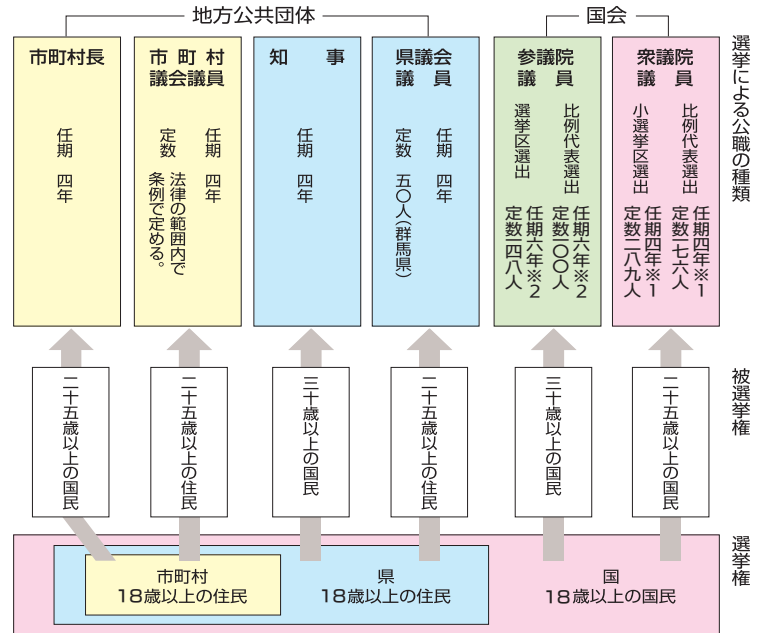 国会
地方公共団体
選挙による公職の種類
衆議院
議員
比例代表選出
任期四年※1
定数一七六人
小選挙区選出
任期四年※1
定数二八九人
参議院
議員
比例代表選出
任期六年※2
定数一〇〇人
選挙区選出
任期六年※2
定数一四八人
県議会
議員
任期 四年
定数 五〇人(群馬県)
知事
任期 四年
市町村
議会議員
任期 四年
定数 法律の範囲内で
条例で定める。
市町村長
任期 四年
被選挙権
二十五歳以上の国民
三十歳以上の国民
二十五歳以上の住民
三十歳以上の国民
二十五歳以上の住民
二十五歳以上の国民
選挙権
国
18歳以上の国民
県
18歳以上の住民
市町村
18歳以上の住民